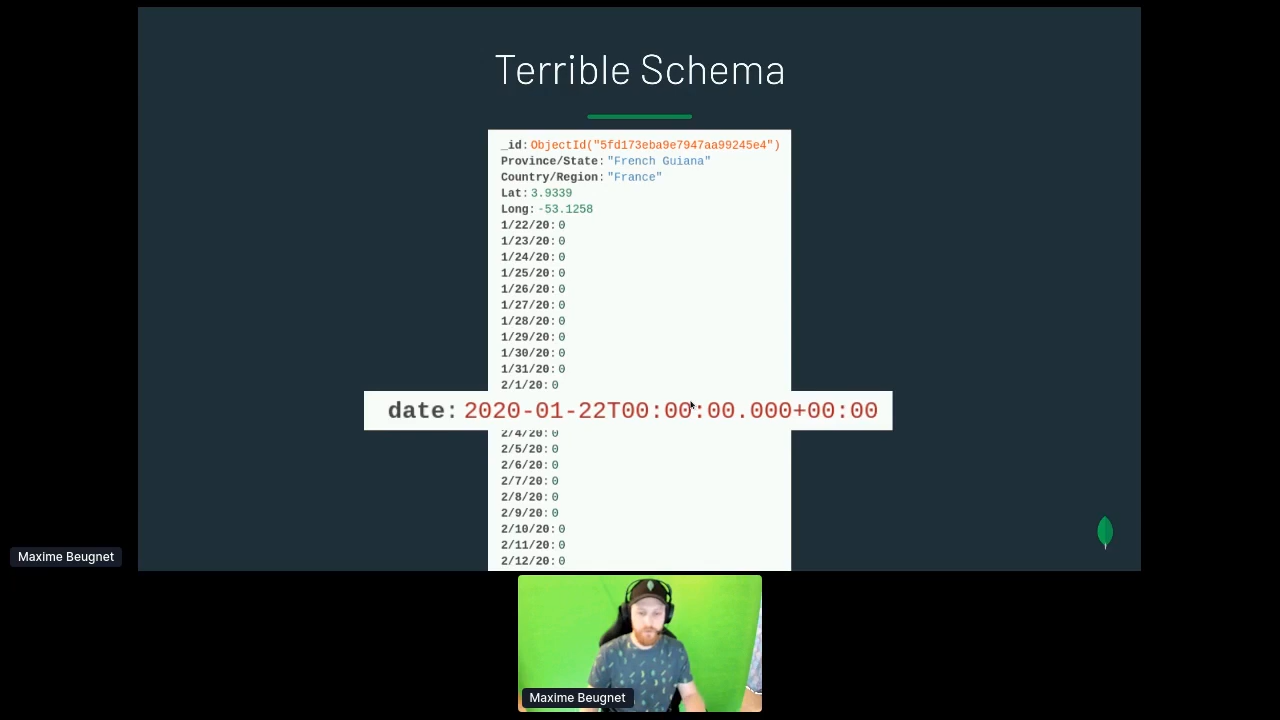 Terrible Schema
_id: ObjectId("5fd173eba9e7947aa99245e4")
Province/State: "French Guiana"
Country/Region: "France"
Lat: 3.9339
Long: -53.1258
1/22/20: 0
1/23/20: 0
1/24/20: 0
1/25/20: 0
1/26/20: 0
1/27/20: 0
1/28/20: 0
1/29/20: 0
1/30/20: 0
1/31/20: 0
2/1/20: 0
date: 2020-01-22T00:00:00.000+00:00
2/4/20: 0
2/5/20: 0
2/6/20: 0
2/7/20: 0
2/8/20: 0
2/9/20: 0
2/10/20: 0
2/11/20: 0
2/12/20: 0
Maxime Beugnet
Maxime Beugnet